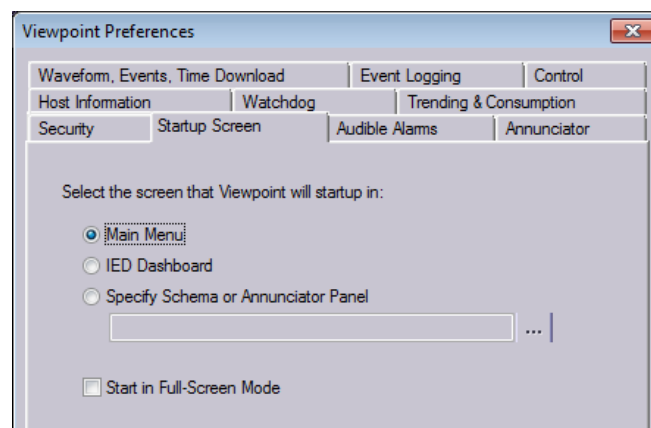 Viewpoint Preferences
Waveform, Events, Time Download Event Logging Control
Host Information Watchdog Trending & Consumption
Security Startup Screen Audible Alarms Annunciator
Select the screen that Viewpoint will startup in:
Main Menu
IED Dashboard
Specify Schema or Annunciator Panel
...
Start in Full-Screen Mode